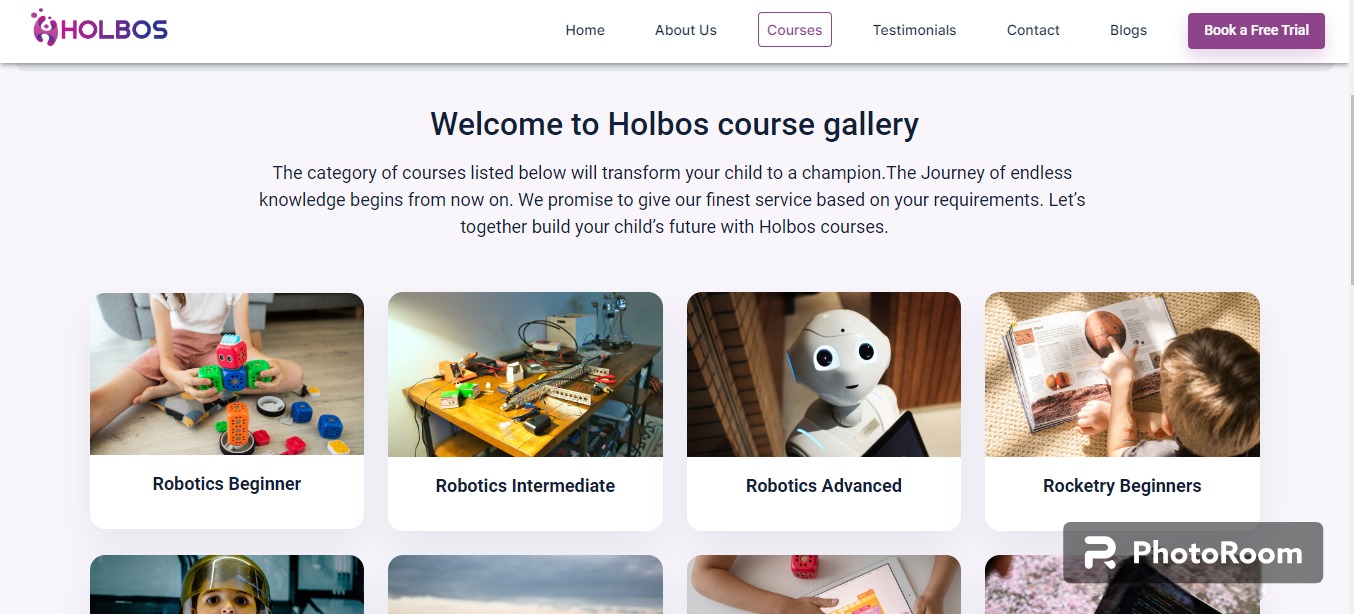 HOLBOS
Home
About Us
Courses
Testimonials
Contact
Blogs
Book a Free Trial
Welcome to Holbos course gallery
The category of courses listed below will transform your child to a champion.The Journey of endless
knowledge begins from now on. We promise to give our finest service based on your requirements. Let’s
together build your child’s future with Holbos courses.
Robotics Beginner
Robotics Intermediate
Robotics Advanced
Rocketry Beginners
PhotoRoom